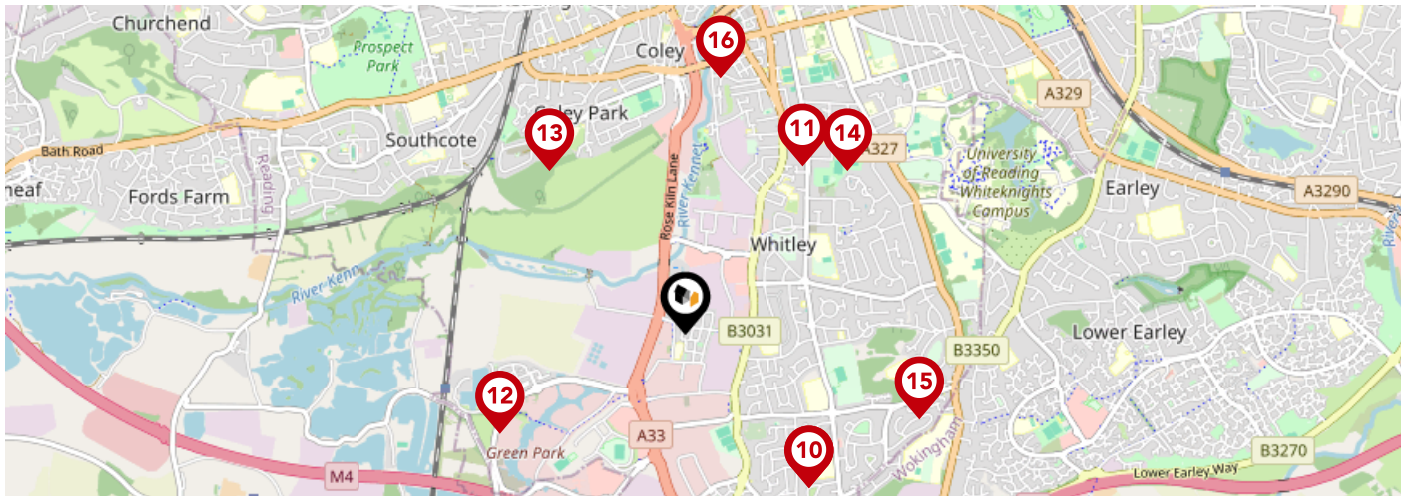 Churchend
Prospect
Park
Coley
16
A329
Coley Park
13
11
14
A327
Southcote
Bath Road
Reading
Fords Farm
University
of Reading
Whiteknights
Campus
Earley
A3290
Rose Kiln Lane
River Kennet
Whitley
River Kenn
B3031
Lower Earley
B3350
15
12
A33
10
Green Park
Wokingham
B3270
Lower Earley Way
M4